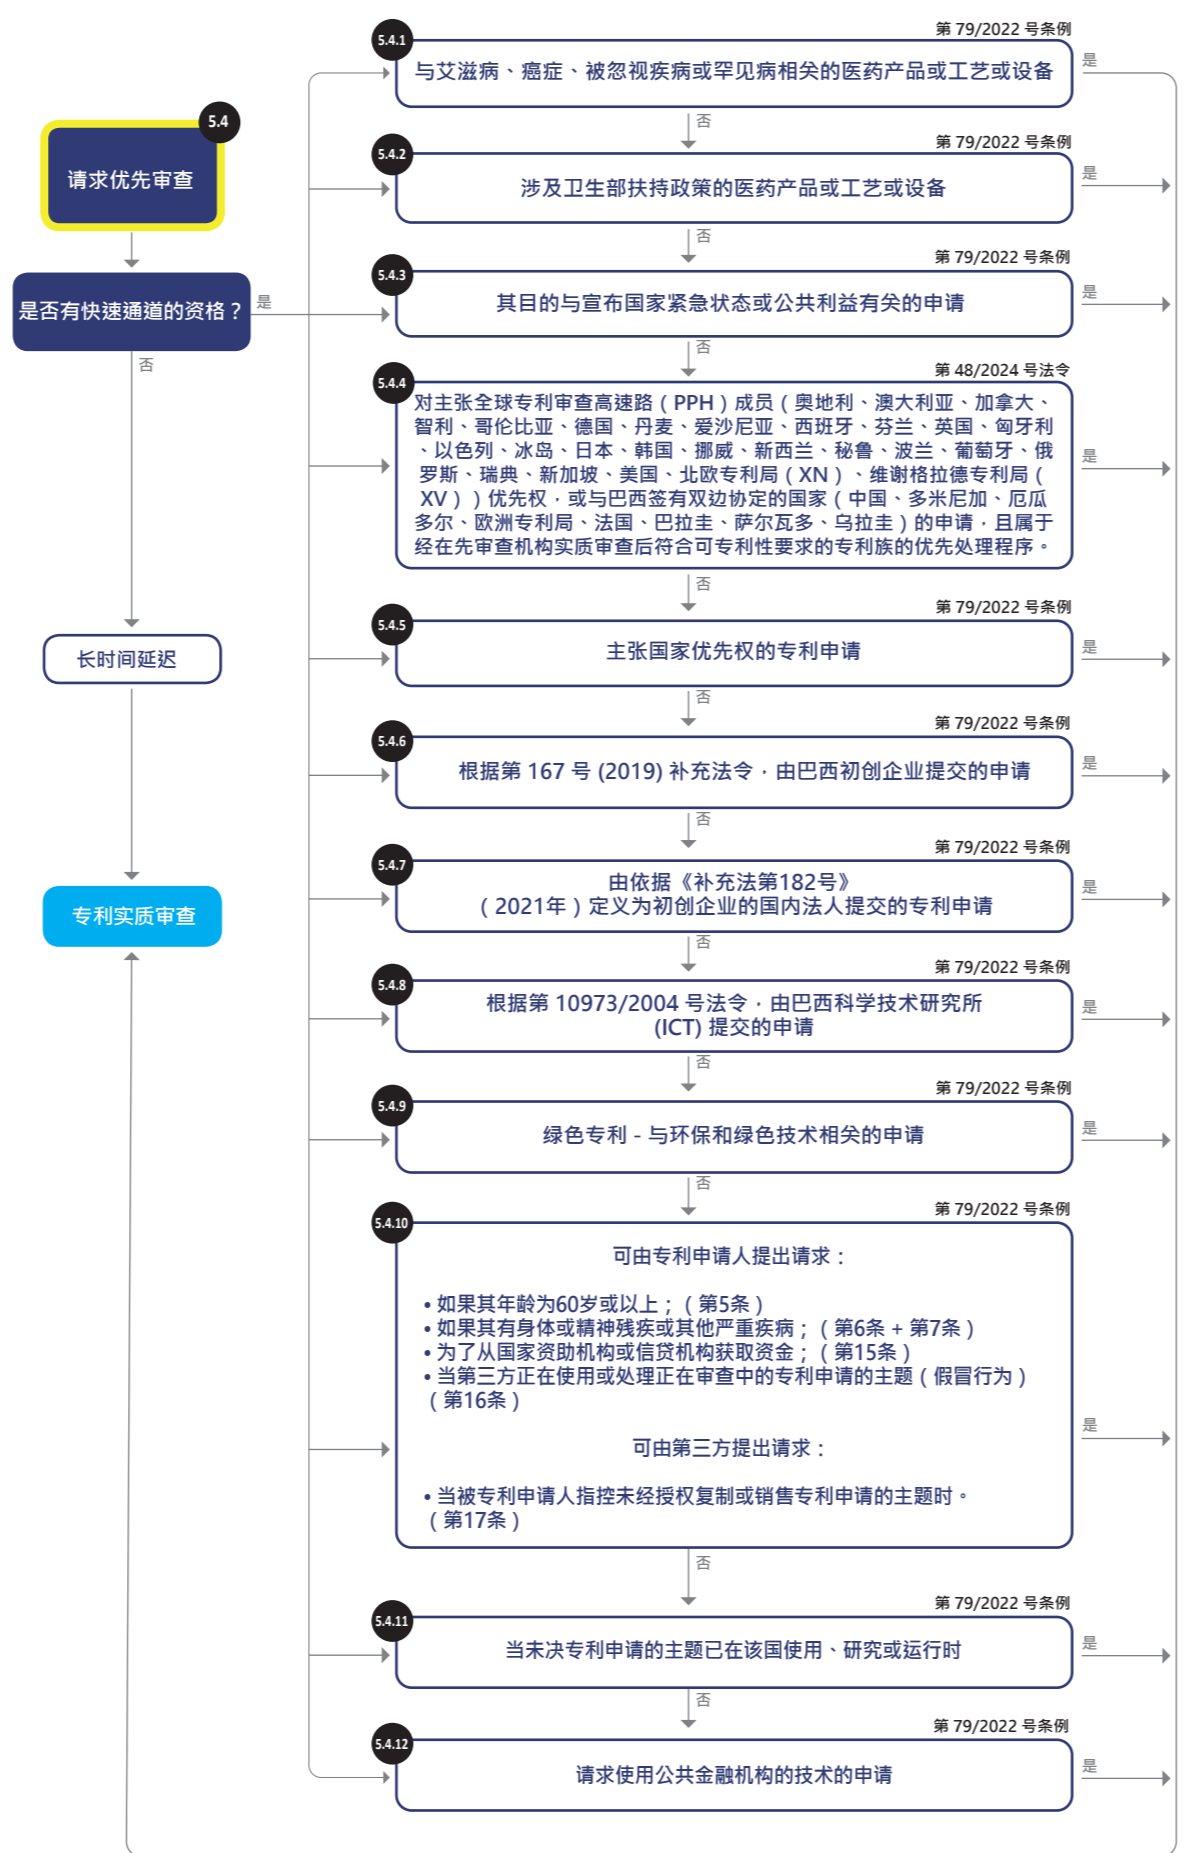 5.4
请求优先审查
是否有快速通道的资格？
是
否
长时间延迟
专利实质审查
第 79/2022 号条例
5.4.1
与艾滋病、癌症、被忽视疾病或罕见病相关的医药产品或工艺或设备
是
否
第 79/2022 号条例
5.4.2
涉及卫生部扶持政策的医药产品或工艺或设备
是
否
第 79/2022 号条例
5.4.3
其目的与宣布国家紧急状态或公共利益有关的申请
是
否
第 48/2024 号法令
5.4.4
对主张全球专利审查高速路（PPH）成员（奥地利、澳大利亚、加拿大、
智利、哥伦比亚、德国、丹麦、爱沙尼亚、西班牙、芬兰、英国、匈牙利
、以色列、冰岛、日本、韩国、挪威、新西兰、秘鲁、波兰、葡萄牙、俄
罗斯、瑞典、新加坡、美国、北欧专利局（XN）、维谢格拉德专利局（
XV））优先权，或与巴西签有双边协定的国家（中国、多米尼加、厄瓜
多尔、欧洲专利局、法国、巴拉圭、萨尔瓦多、乌拉圭）的申请，且属于
经在先审查机构实质审查后符合可专利性要求的专利族的优先处理程序。
是
否
第 79/2022 号条例
5.4.5
主张国家优先权的专利申请
是
否
第 79/2022 号条例
5.4.6
根据第 167 号 (2019) 补充法令，由巴西初创企业提交的申请
是
否
第 79/2022 号条例
5.4.7
由依据《补充法第182号》
（2021年）定义为初创企业的国内法人提交的专利申请
是
否
第 79/2022 号条例
5.4.8
根据第 10973/2004 号法令，由巴西科学技术研究所
(ICT) 提交的申请
是
否
第 79/2022 号条例
5.4.9
绿色专利 - 与环保和绿色技术相关的申请
是
否
第 79/2022 号条例
5.4.10
可由专利申请人提出请求：
• 如果其年龄为60岁或以上；（第5条）
• 如果其有身体或精神残疾或其他严重疾病；（第6条 + 第7条）
• 为了从国家资助机构或信贷机构获取资金；（第15条）
• 当第三方正在使用或处理正在审查中的专利申请的主题（假冒行为）
（第16条）
可由第三方提出请求：
• 当被专利申请人指控未经授权复制或销售专利申请的主题时。
（第17条）
是
否
第 79/2022 号条例
5.4.11
当未决专利申请的主题已在该国使用、研究或运行时
是
否
第 79/2022 号条例
5.4.12
请求使用公共金融机构的技术的申请
是